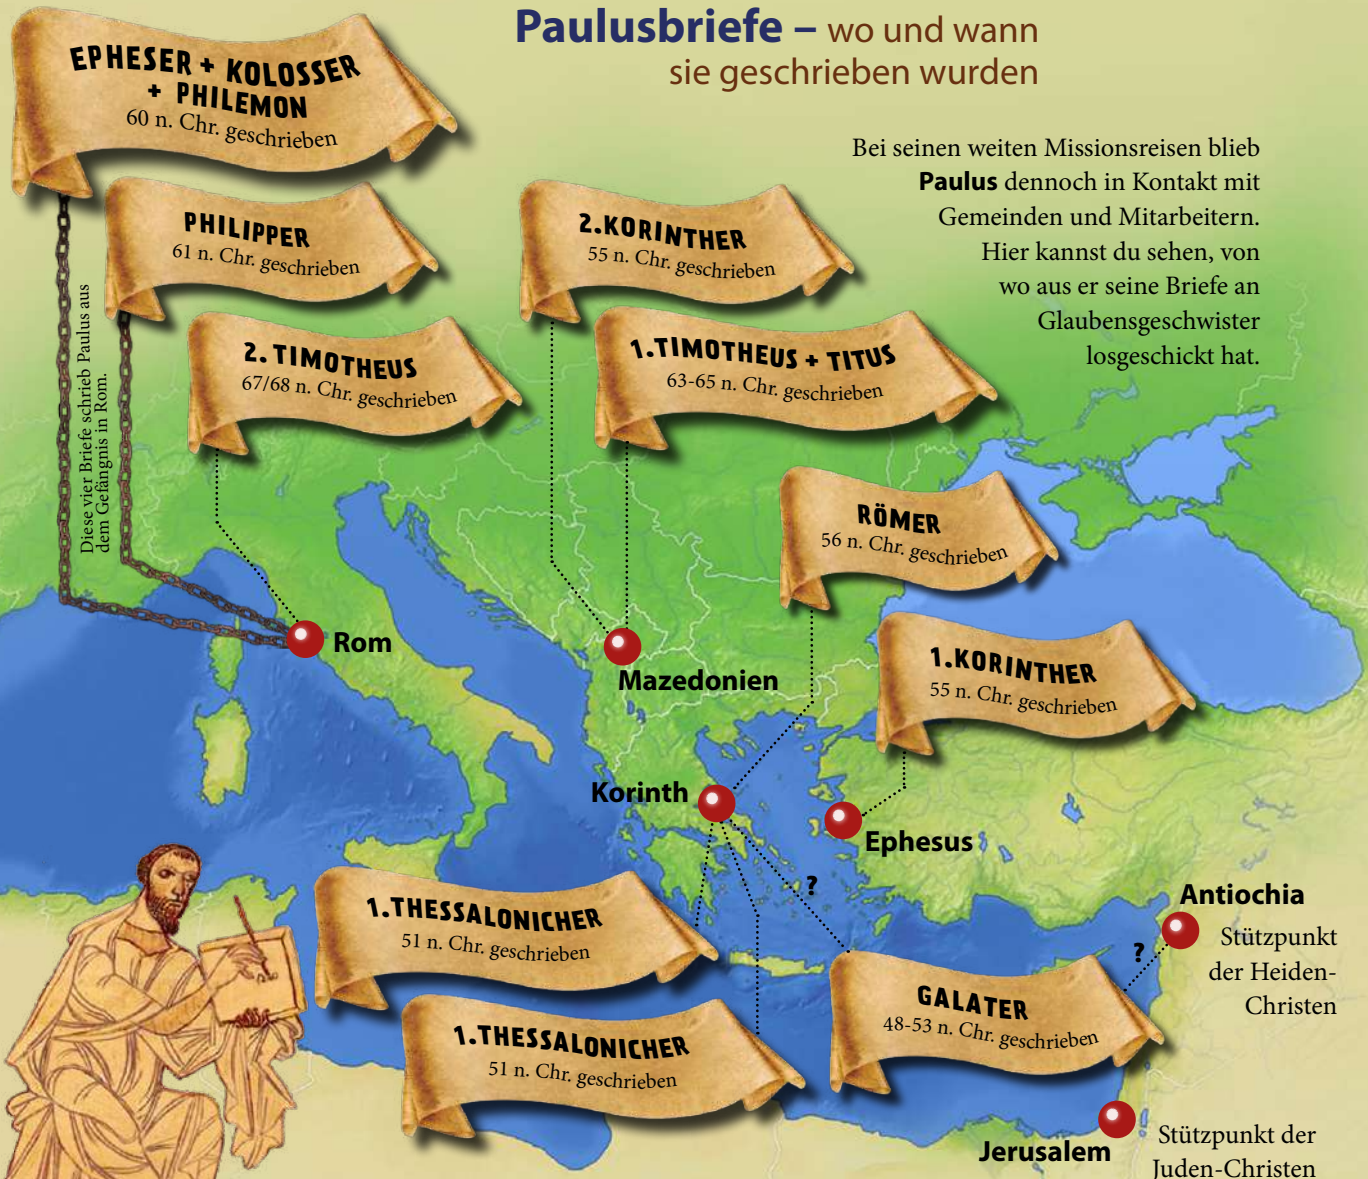 Paulusbriefe – wo und wann
sie geschrieben wurden
Bei seinen weiten Missionsreisen blieb
Paulus dennoch in Kontakt mit
Gemeinden und Mitarbeitern.
Hier kannst du sehen, von
wo aus er seine Briefe an
Glaubensgeschwister
losgeschickt hat.
EPHESER + KOLOSSER
+ PHILEMON
60 n. Chr. geschrieben
PHILIPPER
61 n. Chr. geschrieben
2. TIMOTHEUS
67/68 n. Chr. geschrieben
Diese vier Briefe schrieb Paulus aus
dem Gefängnis in Rom.
2.KORINTHER
55 n. Chr. geschrieben
1.TIMOTHEUS + TITUS
63-65 n. Chr. geschrieben
RÖMER
56 n. Chr. geschrieben
1.KORINTHER
55 n. Chr. geschrieben
Rom
Mazedonien
Korinth
Ephesus
?
1.THESSALONICHER
51 n. Chr. geschrieben
1.THESSALONICHER
51 n. Chr. geschrieben
GALATER
48-53 n. Chr. geschrieben
?
Antiochia
Stützpunkt
der Heiden-
Christen
Jerusalem
Stützpunkt der
Juden-Christen